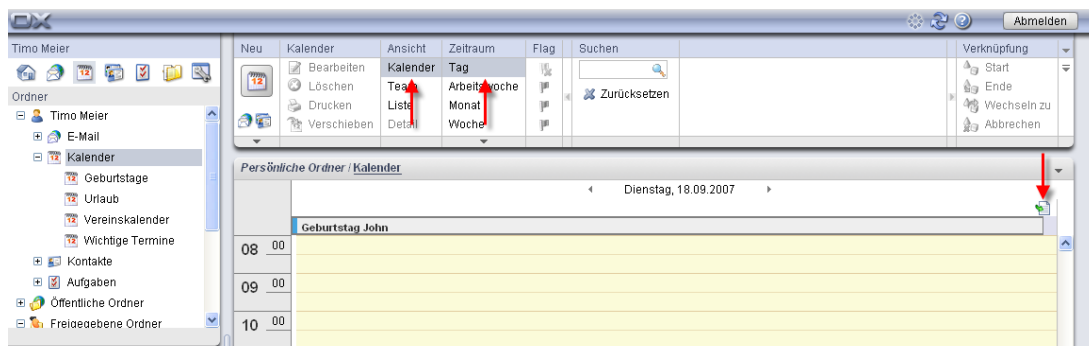 OX
Abmelden
Timo Meier
Ordner
Timo Meier
E-Mail
Kalender
Geburtstage
Urlaub
Vereinskalender
Wichtige Termine
Kontakte
Aufgaben
Öffentliche Ordner
Freigegebene Ordner
Neu Kalender Ansicht Zeitraum Flag Suchen Verknüpfung
Bearbeiten Kalender Tag Start
Löschen Team Arbeitswoche Zurücksetzen Ende
Drucken Liste Monat Wechseln zu
Verschieben Detail Woche Abbrechen
Persönliche Ordner / Kalender
Dienstag, 18.09.2007
Geburtstag John
08 00
09 00
10 00